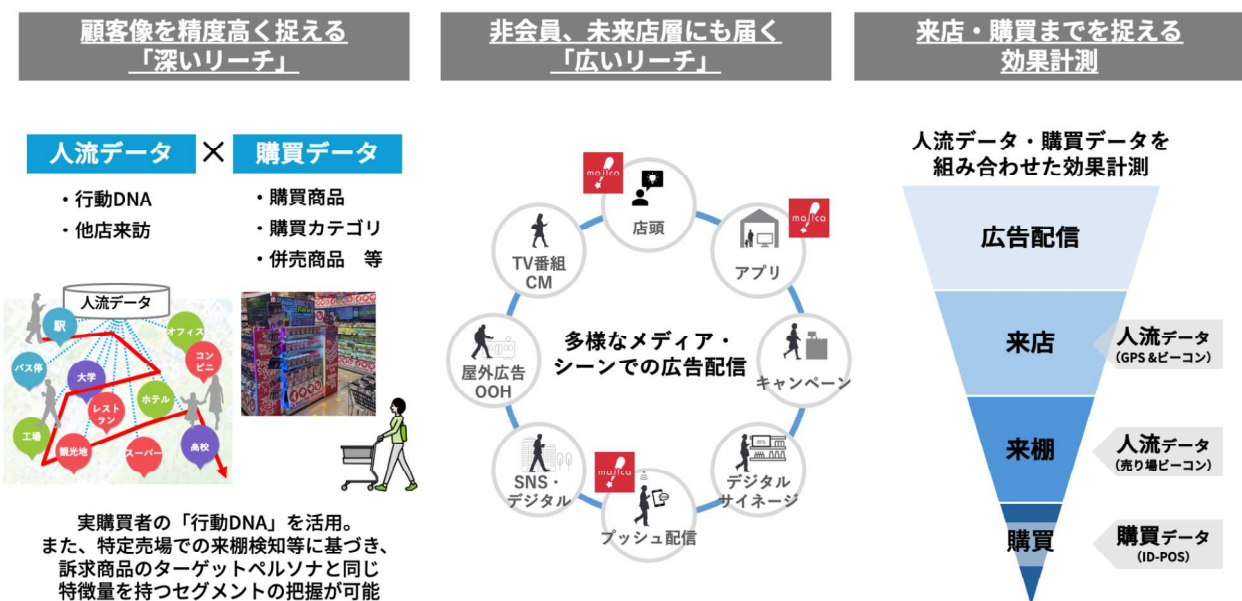 顧客像を精度高く捉える
「深いリーチ」
人流データ × 購買データ
・行動DNA
・他店来訪
・購買商品
・購買カテゴリ
・併売商品　等
人流データ
駅
オフィス
バス停
大学
コン
ビニ
レスト
ラン
ホテル
工場
観光地
スーパー
高校
実購買者の「行動DNA」を活用。
また、特定売場での来棚検知等に基づき、
訴求商品のターゲットペルソナと同じ
特徴量を持つセグメントの把握が可能
非会員、未来店層にも届く
「広いリーチ」
majica
店頭
majica
アプリ
キャンペーン
デジタル
サイネージ
majica
プッシュ配信
SNS・
デジタル
屋外広告
OOH
TV番組
CM
多様なメディア・
シーンでの広告配信
来店・購買までを捉える
効果計測
人流データ・購買データを
組み合わせた効果計測
広告配信
来店
人流データ
（GPS&ビーコン）
来棚
人流データ
（売り場ビーコン）
購買
購買データ
（ID-POS）